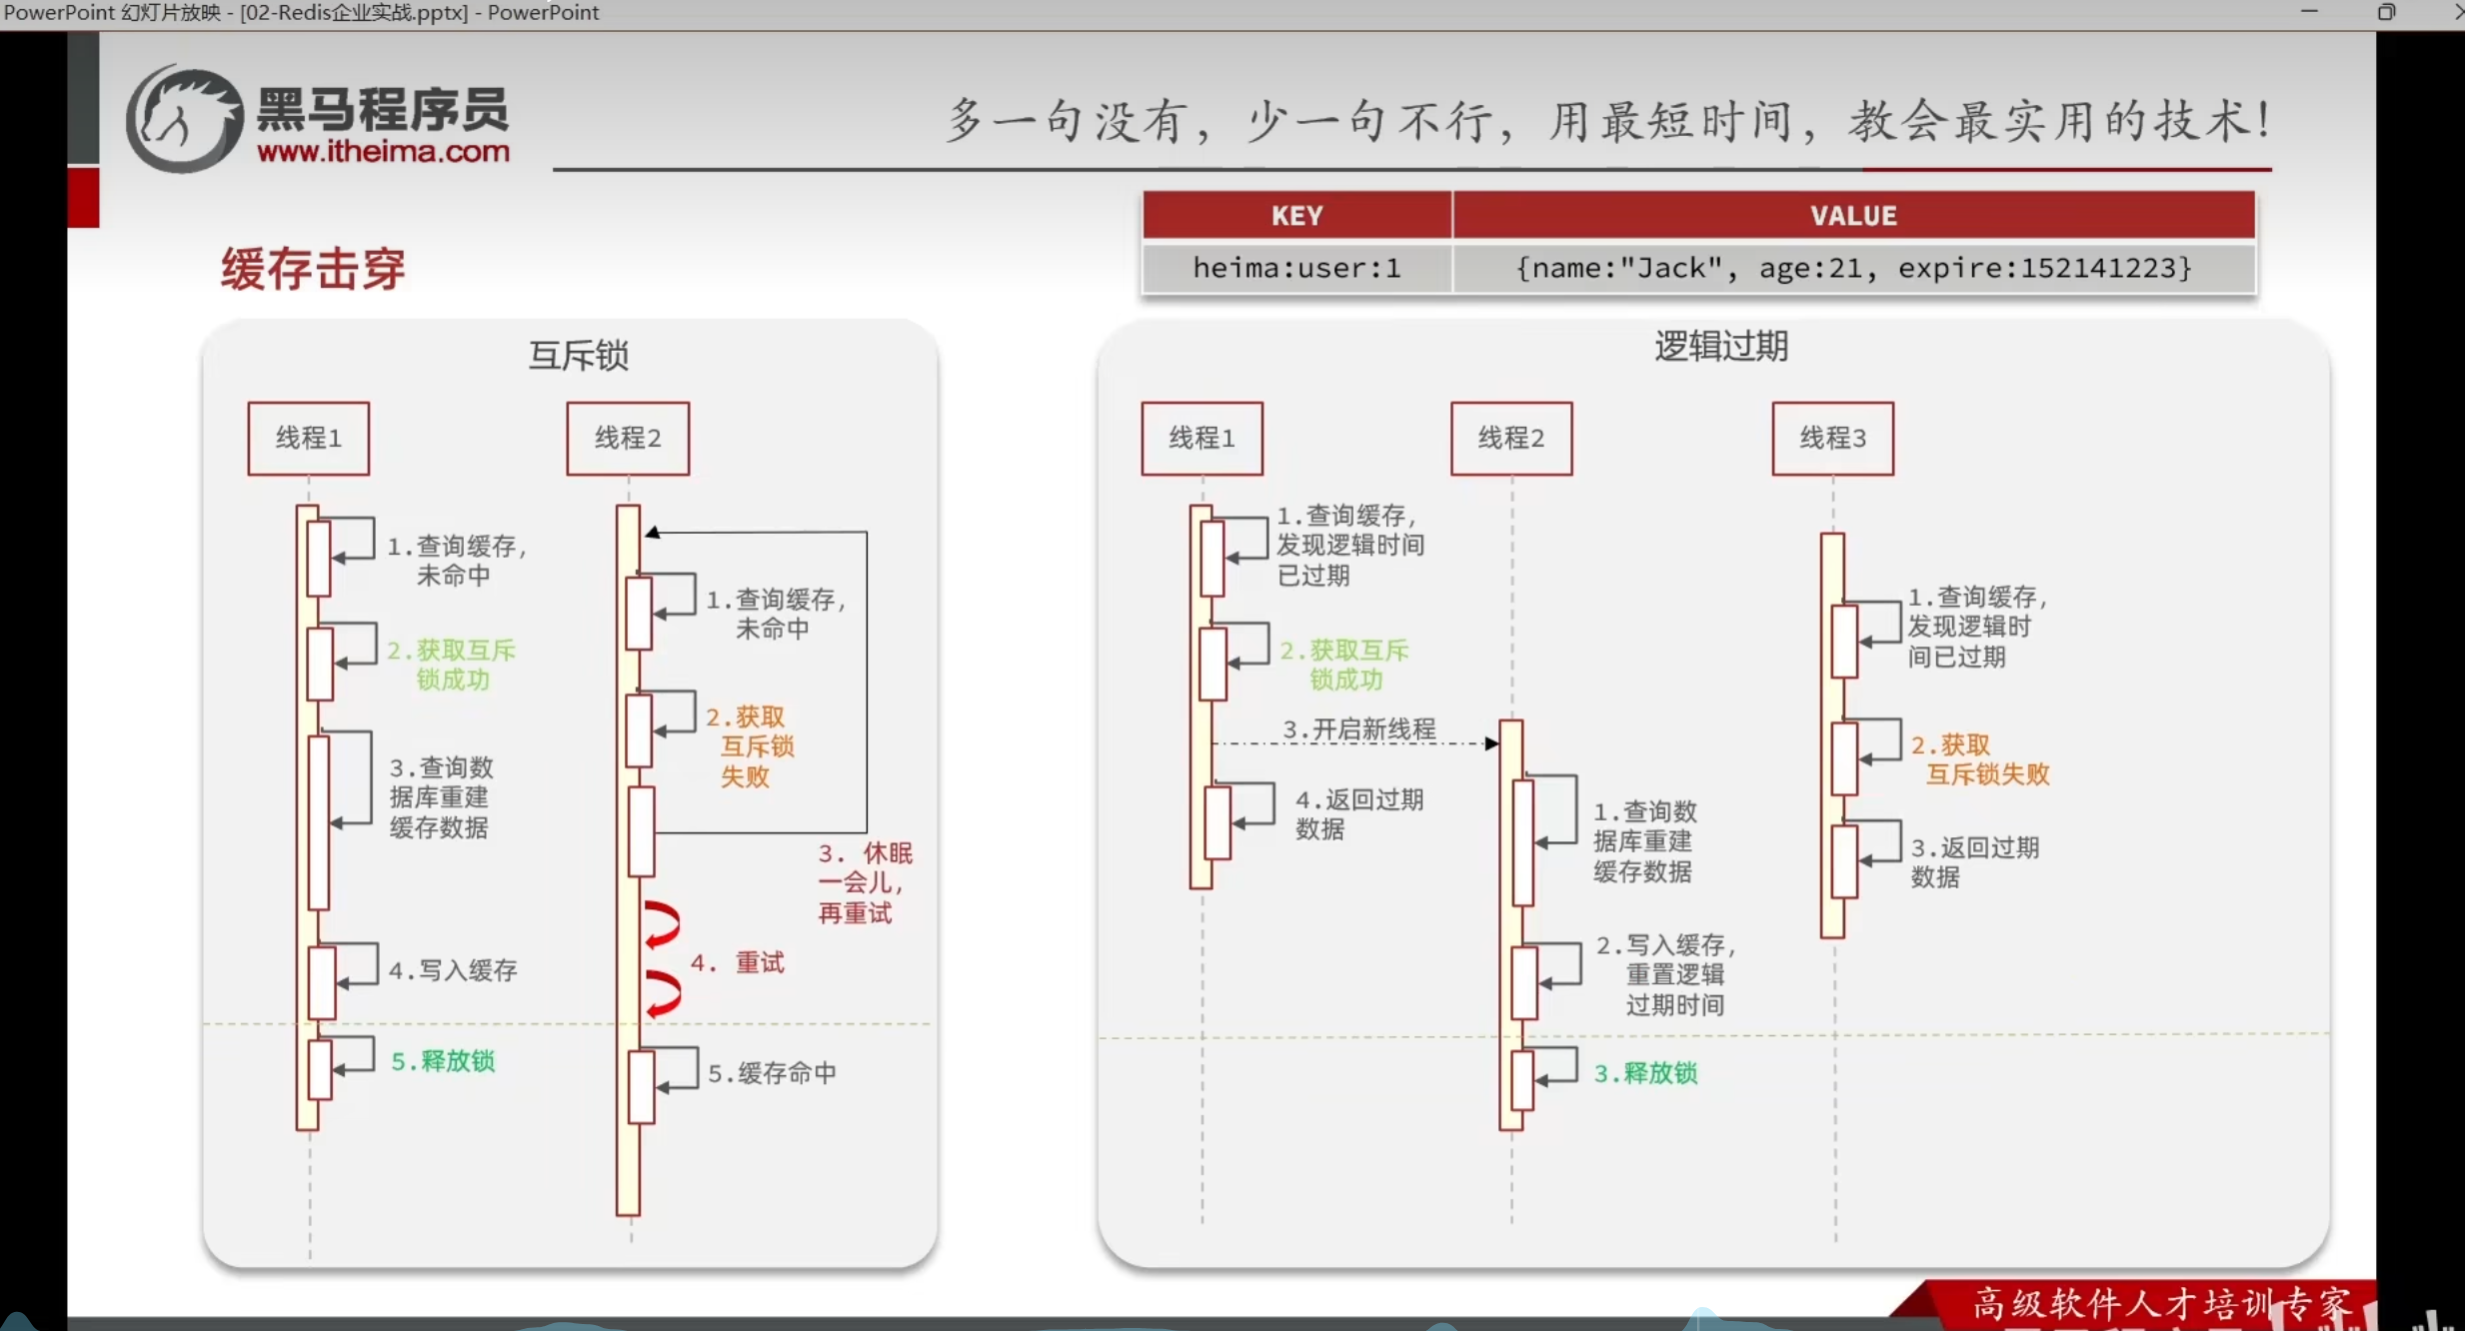 PowerPoint 幻灯片放映 - [02-Redis企业实战.pptx] - PowerPoint
黑马程序员
www.itheima.com
多一句没有，少一句不行，用最短时间，教会最实用的技术！
KEY VALUE
heima:user:1 {name:"Jack", age:21, expire:152141223}
缓存击穿
互斥锁
线程1
线程2
1.查询缓存，
未命中
2.获取互斥
锁成功
3.查询数
据库重建
缓存数据
4.写入缓存
5.释放锁
1.查询缓存，
未命中
2.获取
互斥锁
失败
3. 休眠
一会儿，
再重试
4. 重试
5.缓存命中
逻辑过期
线程1
线程2
线程3
1.查询缓存，
发现逻辑时间
已过期
2.获取互斥
锁成功
3.开启新线程
4.返回过期
数据
1.查询数
据库重建
缓存数据
2.写入缓存，
重置逻辑
过期时间
3.释放锁
1.查询缓存，
发现逻辑时
间已过期
2.获取
互斥锁失败
3.返回过期
数据
高级软件人才培训专家